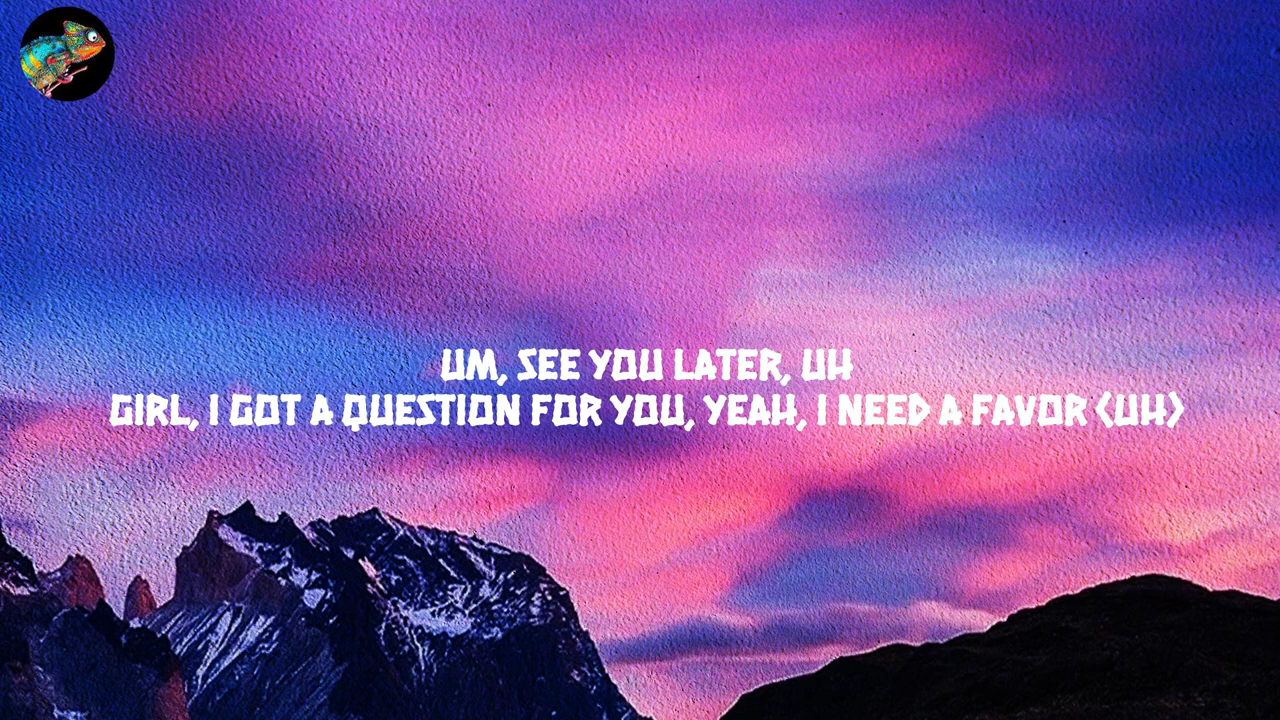 UM, SEE YOU LATER, UH
GIRL, I GOT A QUESTION FOR YOU, YEAH, I NEED A FAVOR (UH)